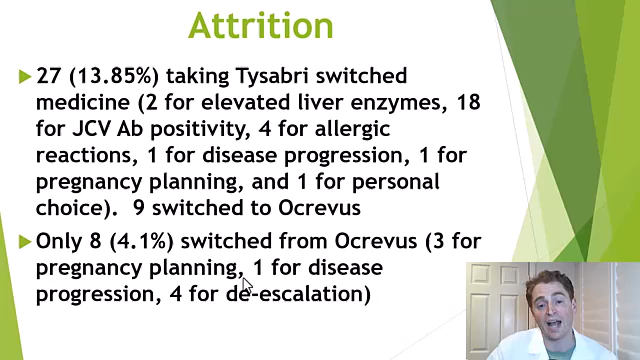 Attrition
27 (13.85%) taking Tysabri switched
medicine (2 for elevated liver enzymes, 18
for JCV Ab positivity, 4 for allergic
reactions, 1 for disease progression, 1 for
pregnancy planning, and 1 for personal
choice). 9 switched to Ocrevus
Only 8 (4.1%) switched from Ocrevus (3 for
pregnancy planning, 1 for disease
progression, 4 for de-escalation)